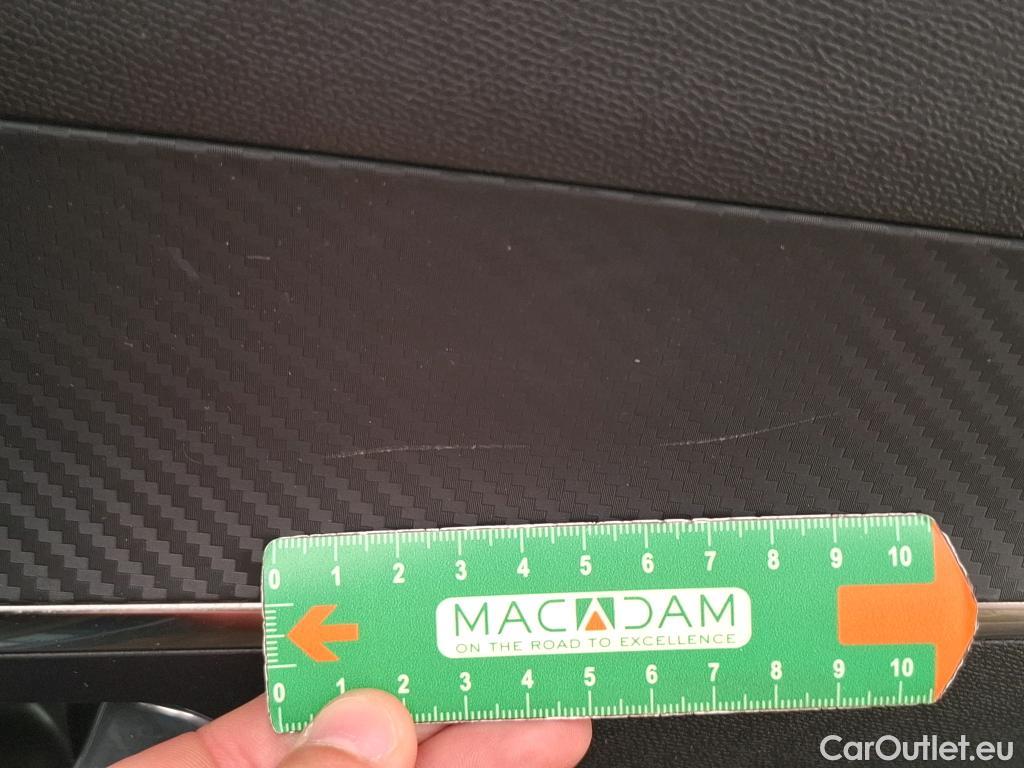 0 1 2 3 4 5 6 7 8 9 10
MACADAM
ON THE ROAD TO EXCELLENCE
0 1 2 3 4 5 6 7 8 9 10
CarOutlet.eu